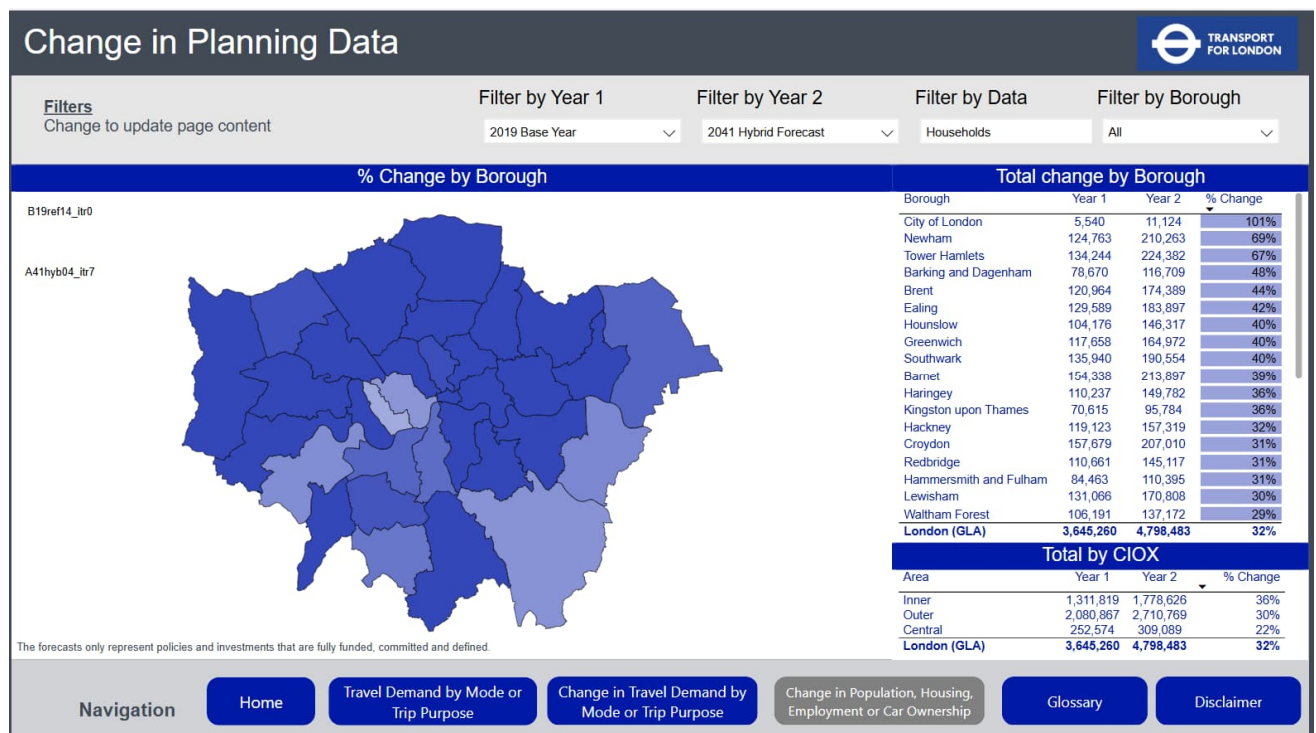 Change in Planning Data
TRANSPORT
FOR LONDON
Filters
Change to update page content
Filter by Year 1
2019 Base Year
Filter by Year 2
2041 Hybrid Forecast
Filter by Data
Households
Filter by Borough
All
% Change by Borough
B19ref14_itr0
A41hyb04_itr7
The forecasts only represent policies and investments that are fully funded, committed and defined.
Total change by Borough
Borough Year 1 Year 2 % Change
City of London 5,540 11,124 101%
Newham 124,763 210,263 69%
Tower Hamlets 134,244 224,382 67%
Barking and Dagenham 78,670 116,709 48%
Brent 120,964 174,389 44%
Ealing 129,589 183,897 42%
Hounslow 104,176 146,317 40%
Greenwich 117,658 164,972 40%
Southwark 135,940 190,554 40%
Barnet 154,338 213,897 39%
Haringey 110,237 149,782 36%
Kingston upon Thames 70,615 95,784 36%
Hackney 119,123 157,319 32%
Croydon 157,679 207,010 31%
Redbridge 110,661 145,117 31%
Hammersmith and Fulham 84,463 110,395 31%
Lewisham 131,066 170,808 30%
Waltham Forest 106,191 137,172 29%
London (GLA) 3,645,260 4,798,483 32%
Total by CIOX
Area Year 1 Year 2 % Change
Inner 1,311,819 1,778,626 36%
Outer 2,080,867 2,710,769 30%
Central 252,574 309,089 22%
London (GLA) 3,645,260 4,798,483 32%
Navigation
Home
Travel Demand by Mode or
Trip Purpose
Change in Travel Demand by
Mode or Trip Purpose
Change in Population, Housing,
Employment or Car Ownership
Glossary
Disclaimer